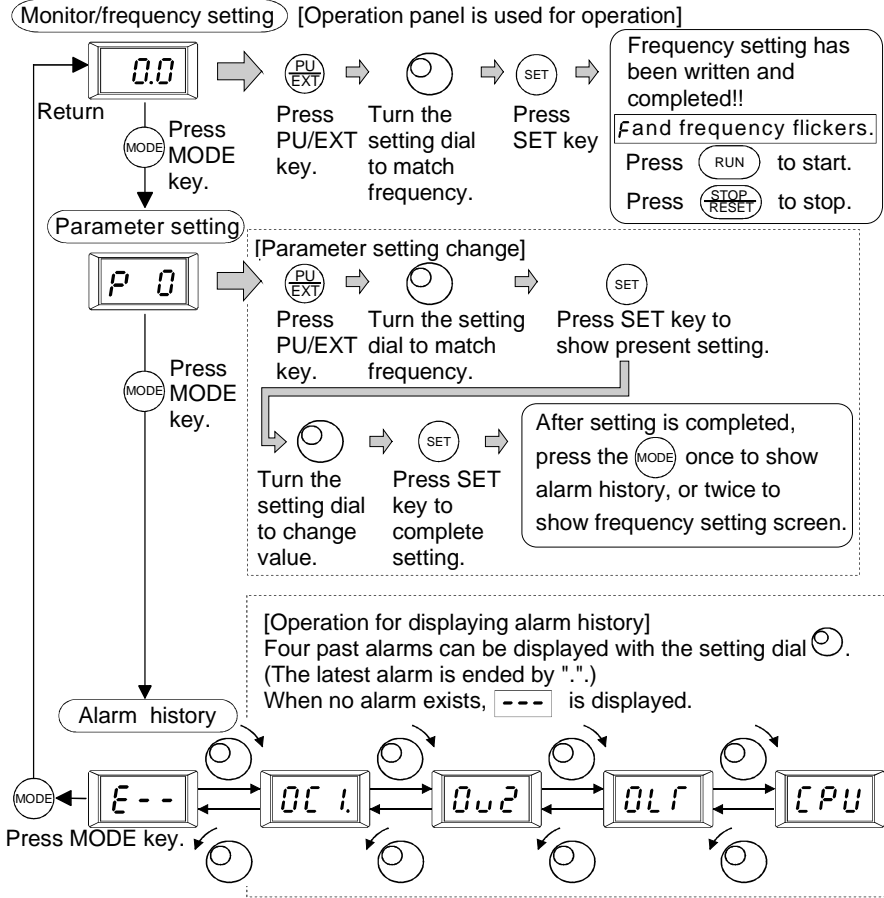 Monitor/frequency setting [Operation panel is used for operation]
0.0
PU
EXT
SET
Return
MODE
Press
MODE
key.
Press
PU/EXT
key.
Turn the
setting dial
to match
frequency.
Press
SET key
Frequency setting has
been written and
completed!!
F and frequency flickers.
Press RUN to start.
Press STOP
RESET to stop.
Parameter setting
P 0
[Parameter setting change]
PU
EXT
SET
Press
PU/EXT
key.
Turn the setting
dial to match
frequency.
Press SET key to
show present setting.
MODE
Press
MODE
key.
SET
Turn the
setting dial
to change
value.
Press SET
key to
complete
setting.
After setting is completed,
press the MODE once to show
alarm history, or twice to
show frequency setting screen.
[Operation for displaying alarm history]
Four past alarms can be displayed with the setting dial .
(The latest alarm is ended by ".".)
When no alarm exists, --- is displayed.
Alarm history
MODE
E--
OC1.
Ov2
OLT
CPU
Press MODE key.